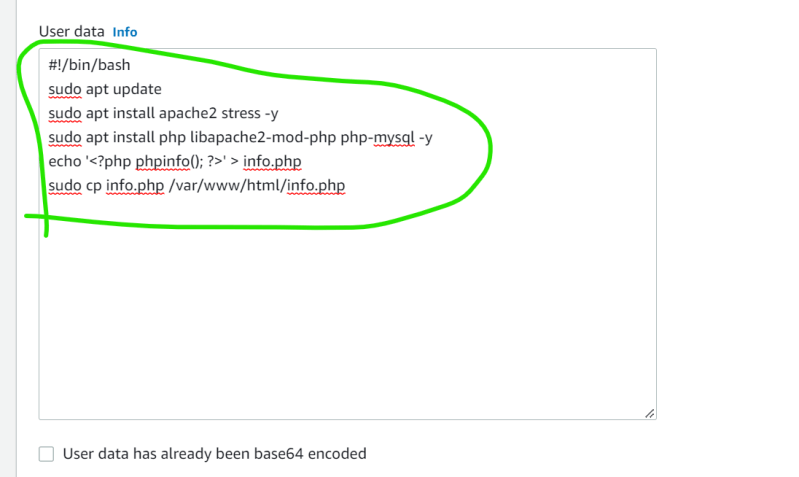 User data Info
#!/bin/bash
sudo apt update
sudo apt install apache2 stress -y
sudo apt install php libapache2-mod-php php-mysql -y
echo '<?php phpinfo(); ?>' > info.php
sudo cp info.php /var/www/html/info.php
User data has already been base64 encoded